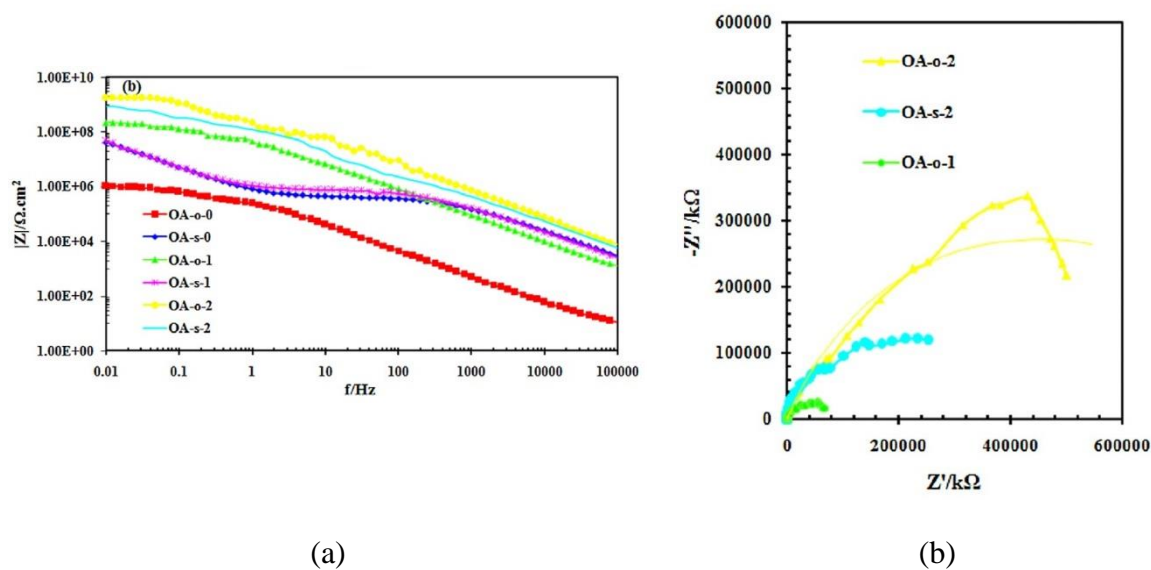 (b)
|Z|/Ω.cm²
1.00E+10
1.00E+08
1.00E+06
1.00E+04
1.00E+02
1.00E+00
OA-o-0
OA-s-0
OA-o-1
OA-s-1
OA-o-2
OA-s-2
0.01 0.1 1 10 100 1000 10000 100000
f/Hz
(a)
-Z"/kΩ
600000
500000
400000
300000
200000
100000
0
OA-o-2
OA-s-2
OA-o-1
0 200000 400000 600000
Z'/kΩ
(b)